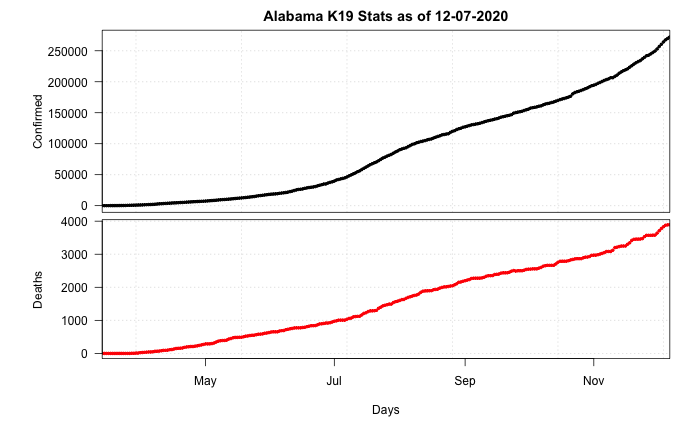 Alabama K19 Stats as of 12-07-2020
Confirmed
250000
200000
150000
100000
50000
0
Deaths
4000
3000
2000
1000
0
May Jul Sep Nov
Days